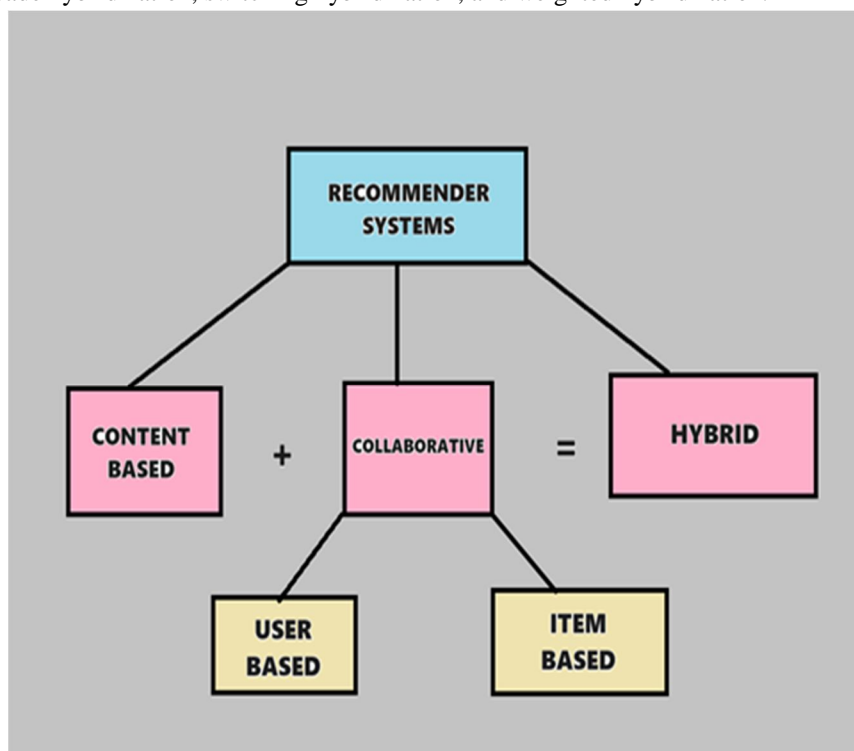 RECOMMENDER
SYSTEMS
CONTENT
BASED
+
COLLABORATIVE
=
HYBRID
USER
BASED
ITEM
BASED